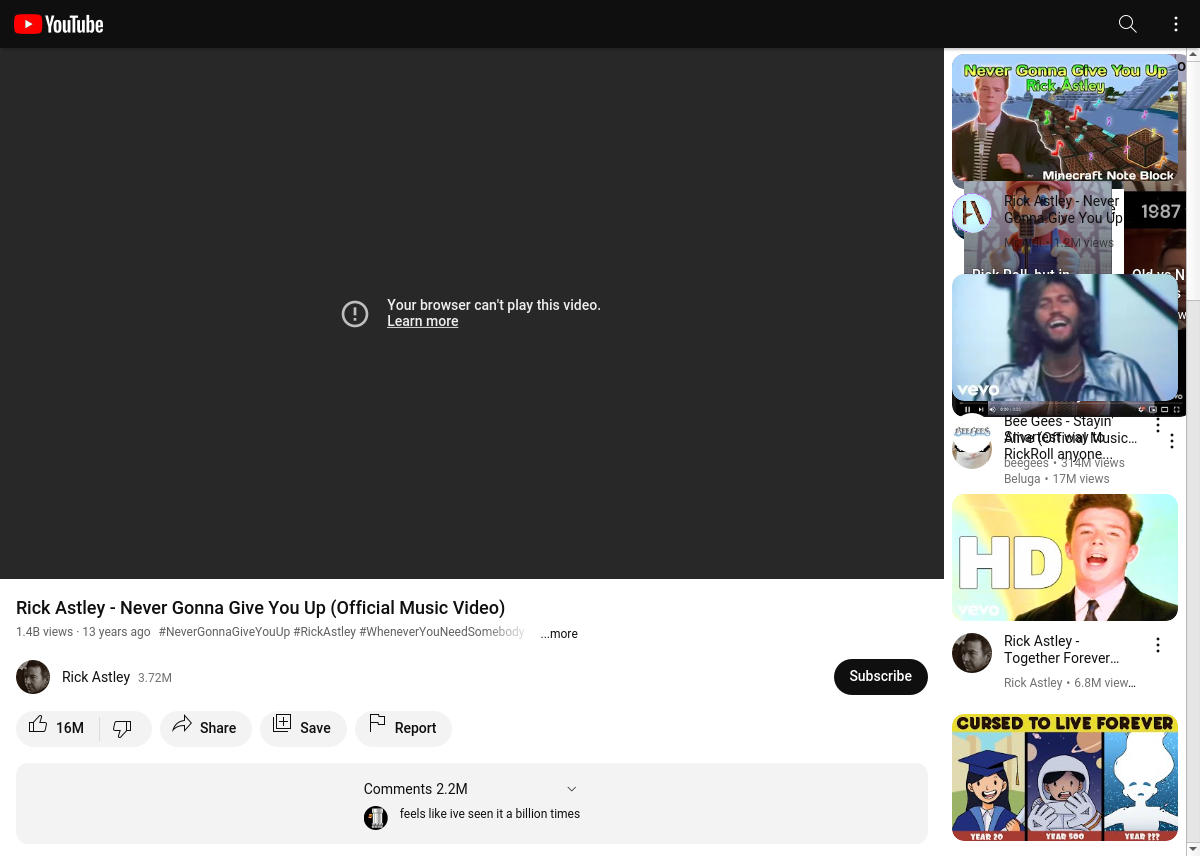 YouTube
Your browser can't play this video.
Learn more
Rick Astley - Never Gonna Give You Up (Official Music Video)
1.4B views · 13 years ago #NeverGonnaGiveYouUp #RickAstley #WheneverYouNeedSomebody ...more
Rick Astley 3.72M
Subscribe
16M
Share
Save
Report
Comments 2.2M
feels like ive seen it a billion times
Never Gonna Give You Up
Rick Astley
Minecraft Note Block
Rick Astley - Never
Gonna Give You Up
1.2M views
1987
Rick Roll, but in
Old vs N
vevo
Bee Gees - Stayin'
Alive (Official Music...
beegees • 314M views
Smartest way to
RickRoll anyone...
Beluga • 17M views
HD
vevo
Rick Astley -
Together Forever...
Rick Astley • 6.8M view...
CURSED TO LIVE FOREVER
YEAR 20
YEAR 500
YEAR ???